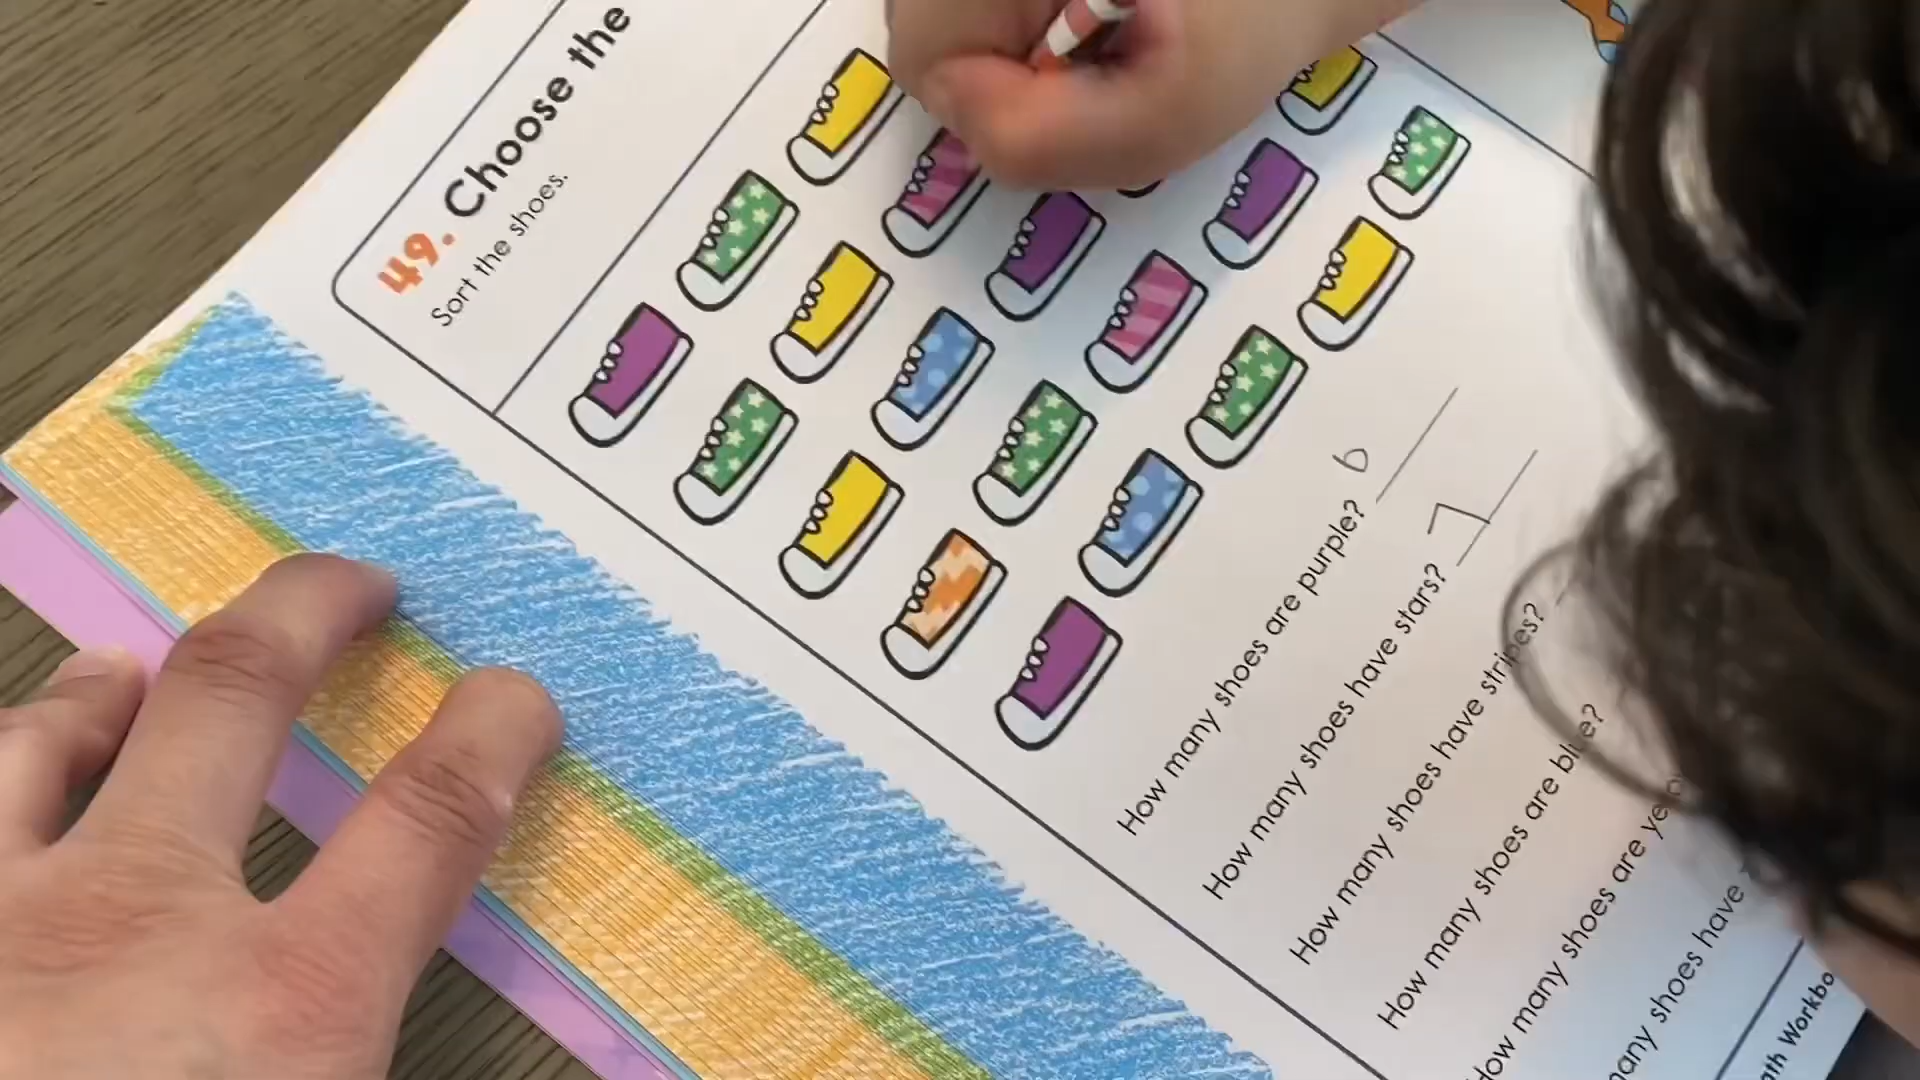 49. Choose the
Sort the shoes.
How many shoes are purple? 6
How many shoes have stars? 7
How many shoes have stripes?
How many shoes are blue?
How many shoes are
many shoes have